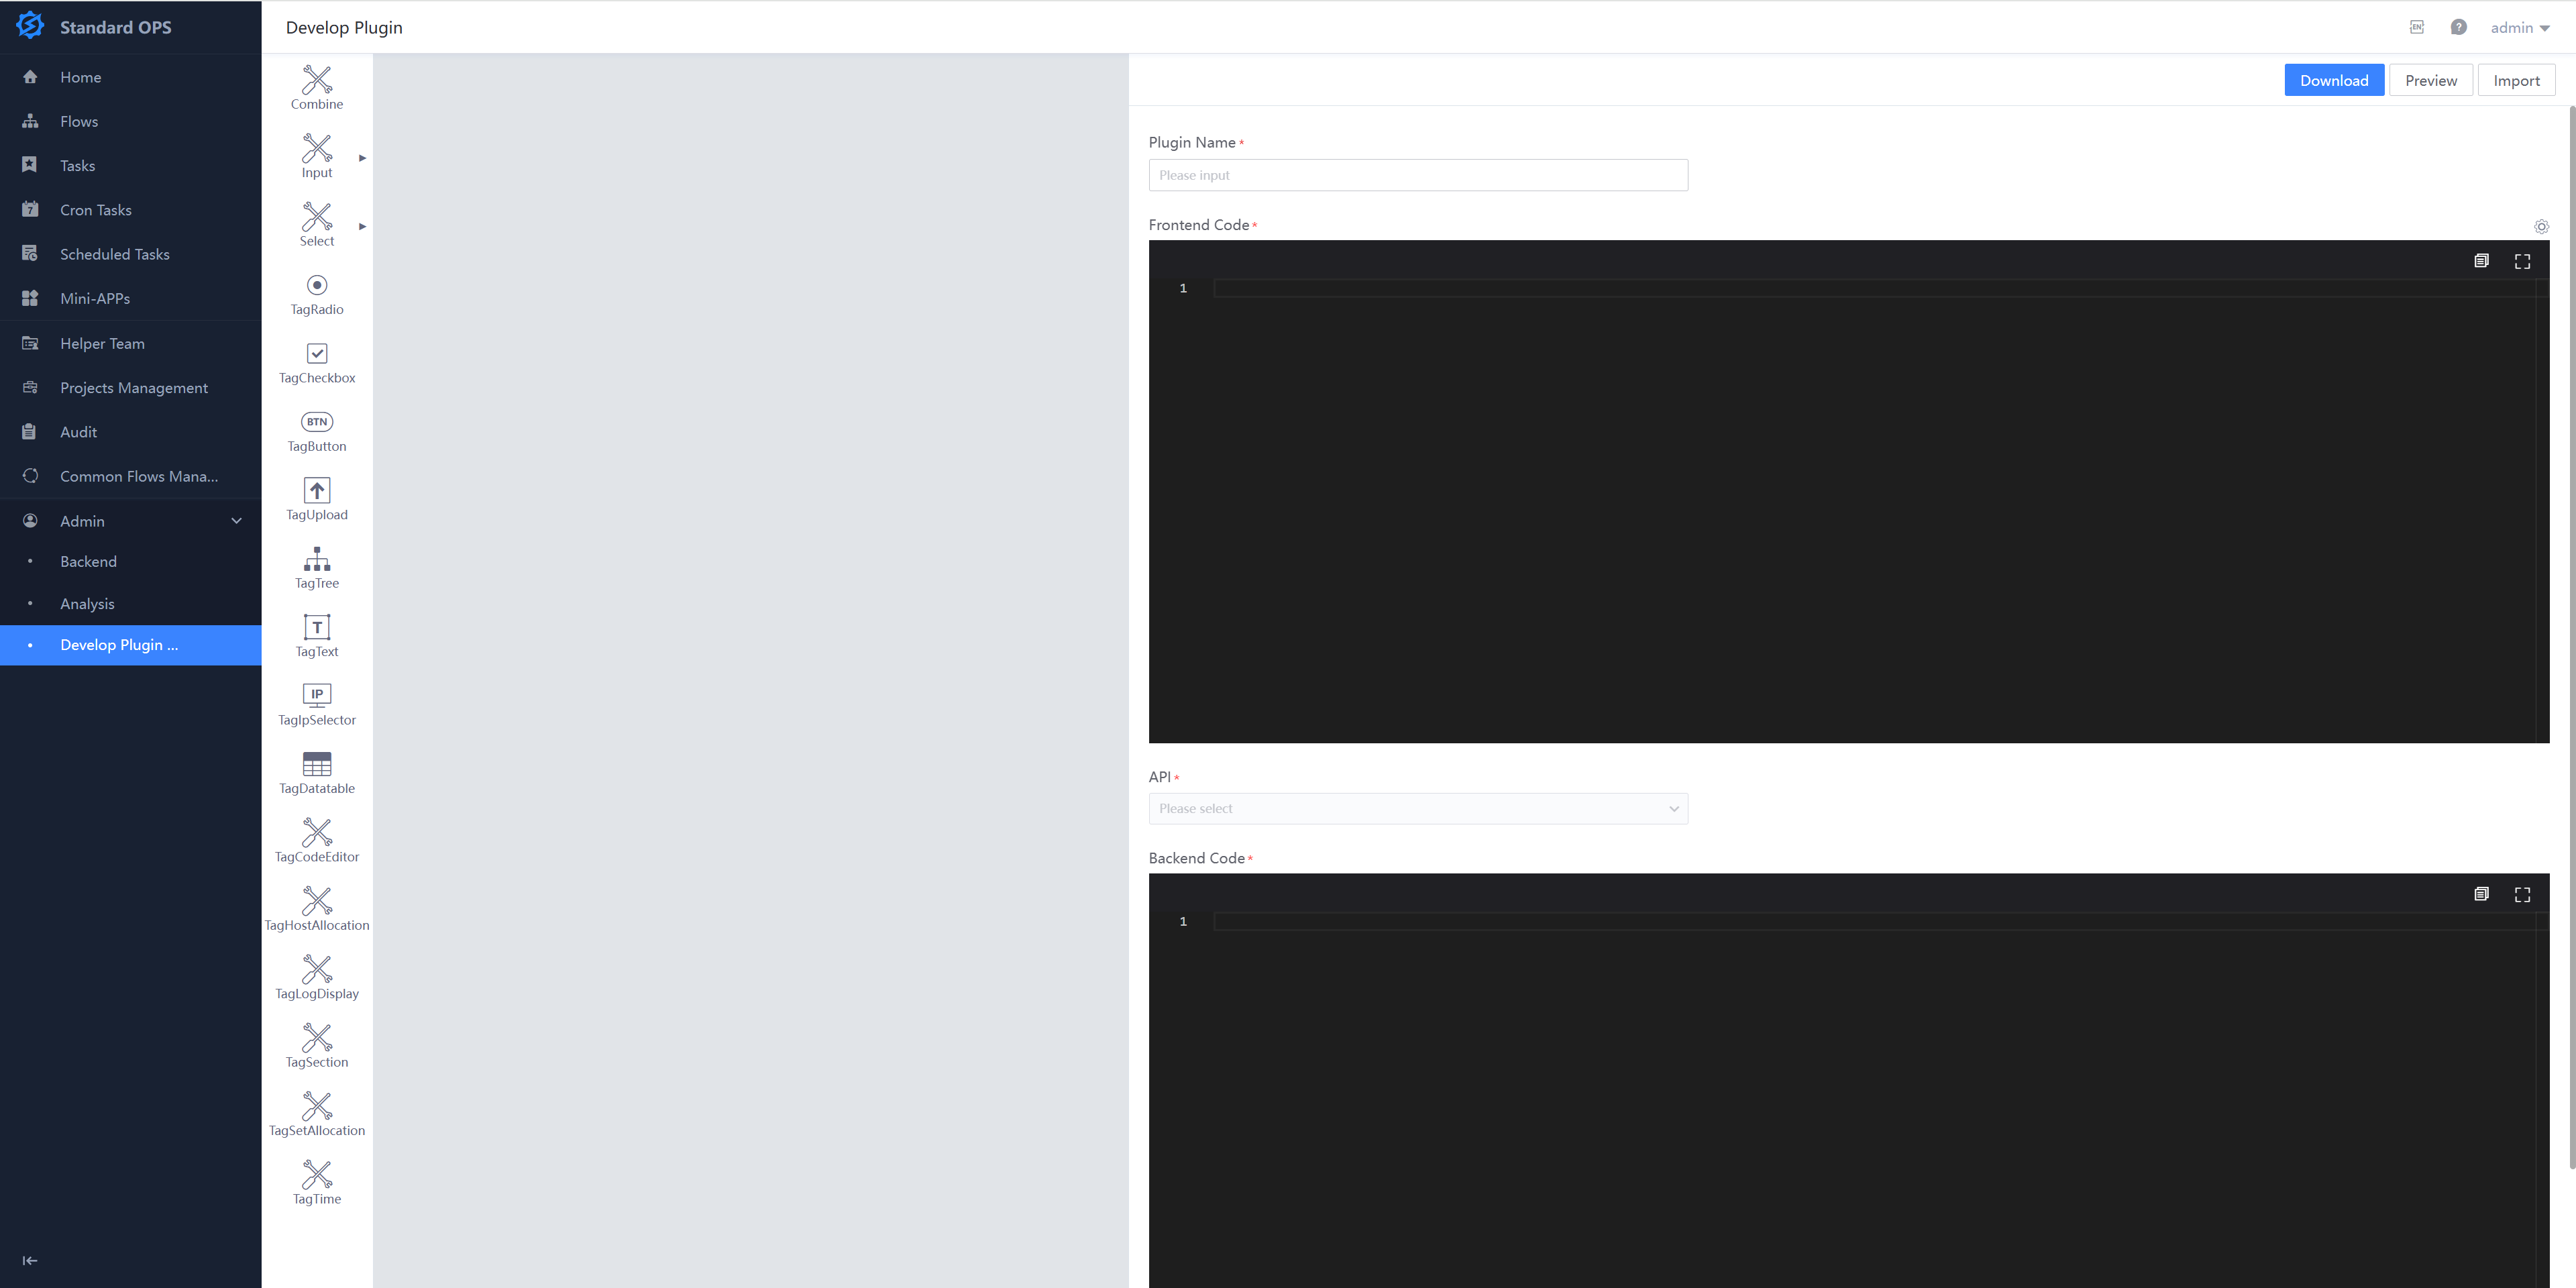 Standard OPS
Home
Flows
Tasks
7
Cron Tasks
Scheduled Tasks
Mini-APPs
Helper Team
Projects Management
Audit
Common Flows Mana...
Admin
Backend
Analysis
Develop Plugin ...
Develop Plugin
EN
?
admin
Combine
Input
Select
TagRadio
TagCheckbox
BTN
TagButton
TagUpload
TagTree
T
TagText
IP
TagIpSelector
TagDatatable
TagCodeEditor
TagHostAllocation
TagLogDisplay
TagSection
TagSetAllocation
TagTime
Download
Preview
Import
Plugin Name *
Please input
Frontend Code *
1
API *
Please select
Backend Code *
1